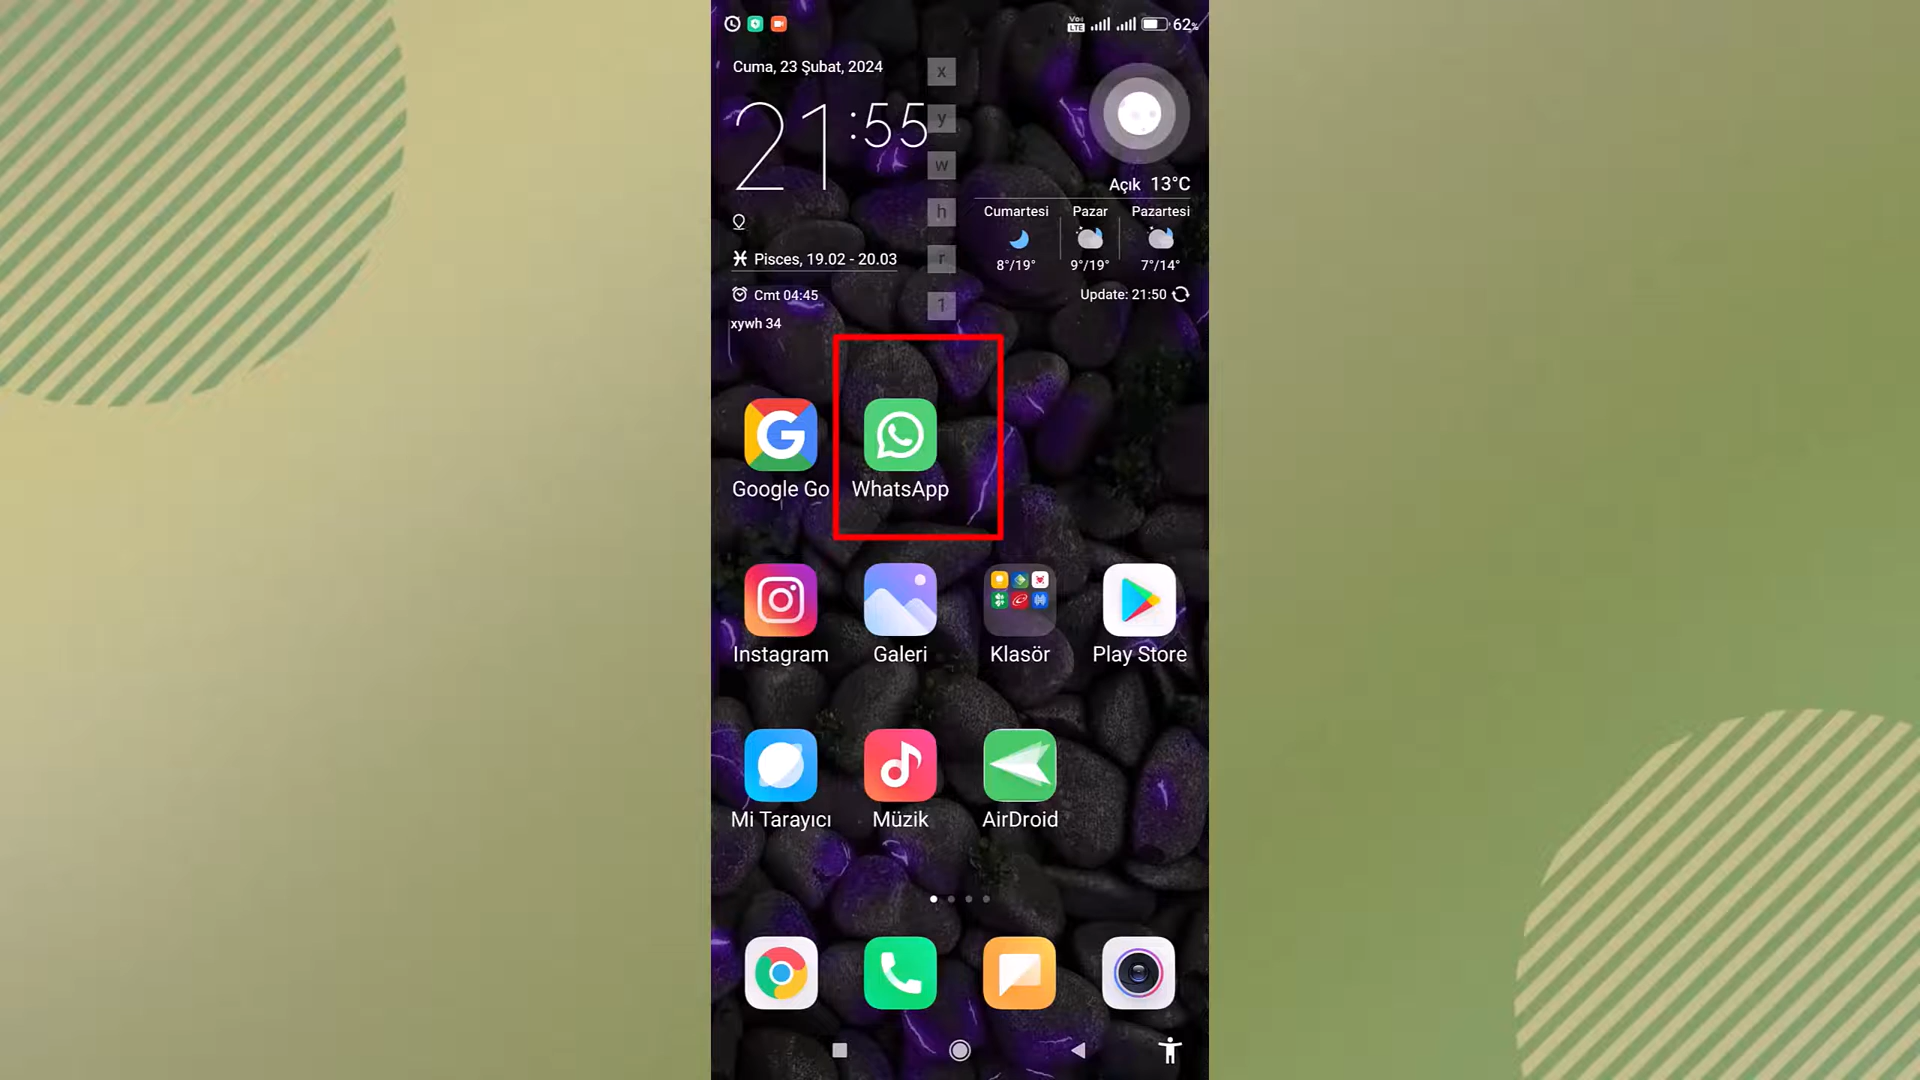 Vo) LTE 62%
Cuma, 23 Şubat, 2024
x
21:55
y
w
Açık 13°C
h
Cumartesi Pazar Pazartesi
8°/19° 9°/19° 7°/14°
Pisces, 19.02 - 20.03
r
Cmt 04:45
1
Update: 21:50
xywh 34
Google Go WhatsApp
Instagram Galeri Klasör Play Store
Mi Tarayıcı Müzik AirDroid